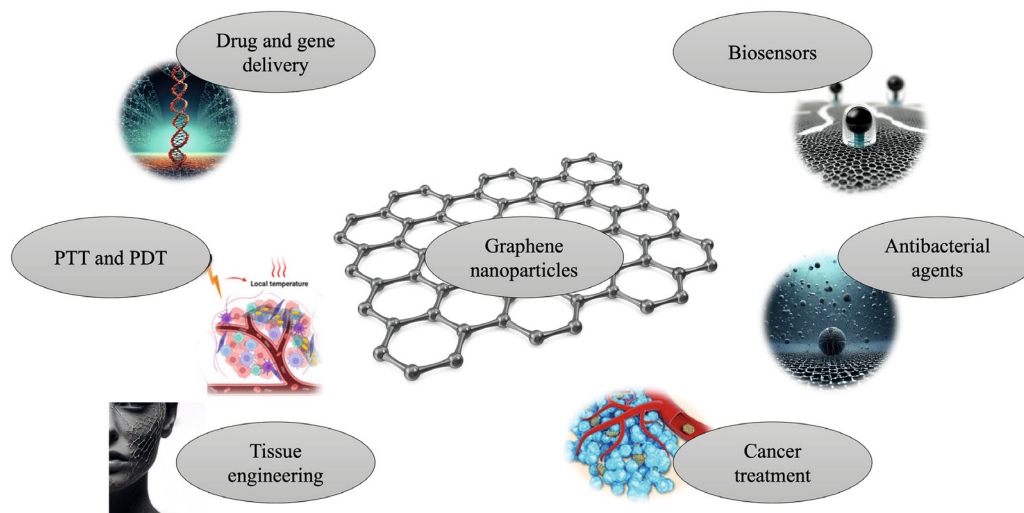 Drug and gene
delivery
Biosensors
PTT and PDT
Local temperature
Graphene
nanoparticles
Antibacterial
agents
Tissue
engineering
Cancer
treatment